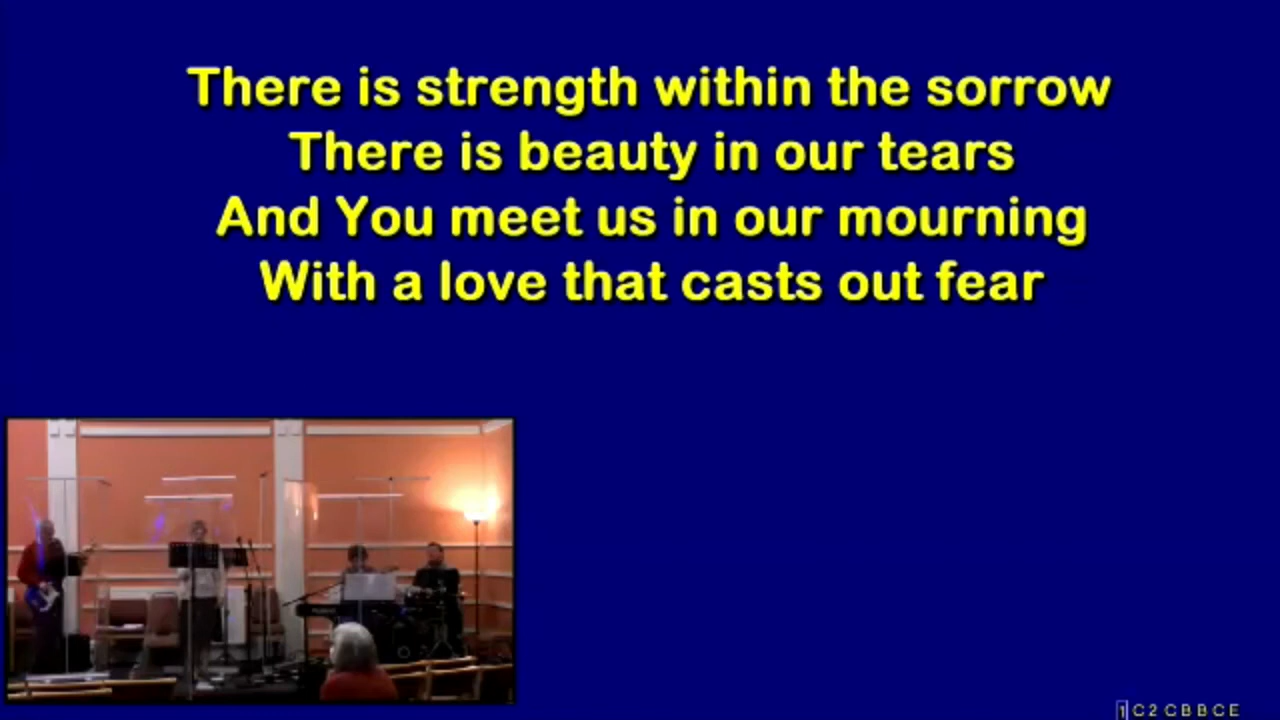 There is strength within the sorrow
There is beauty in our tears
And You meet us in our mourning
With a love that casts out fear
1 C 2 C B B C E